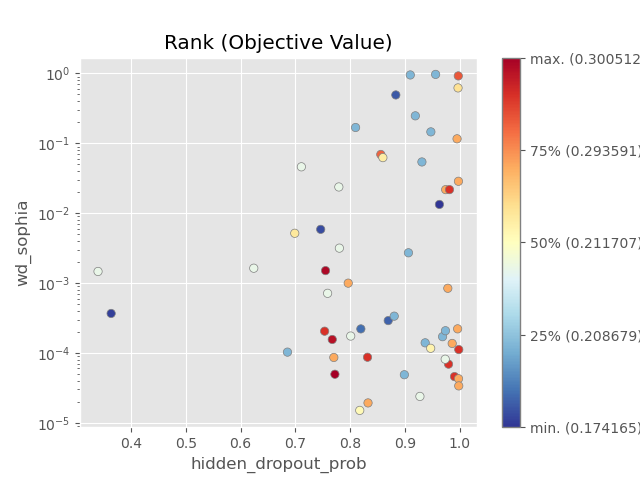 Rank (Objective Value)
wd_sophia
10⁰
10⁻¹
10⁻²
10⁻³
10⁻⁴
10⁻⁵
0.4 0.5 0.6 0.7 0.8 0.9 1.0
hidden_dropout_prob
max. (0.300512
75% (0.293591)
50% (0.211707)
25% (0.208679)
min. (0.174165)